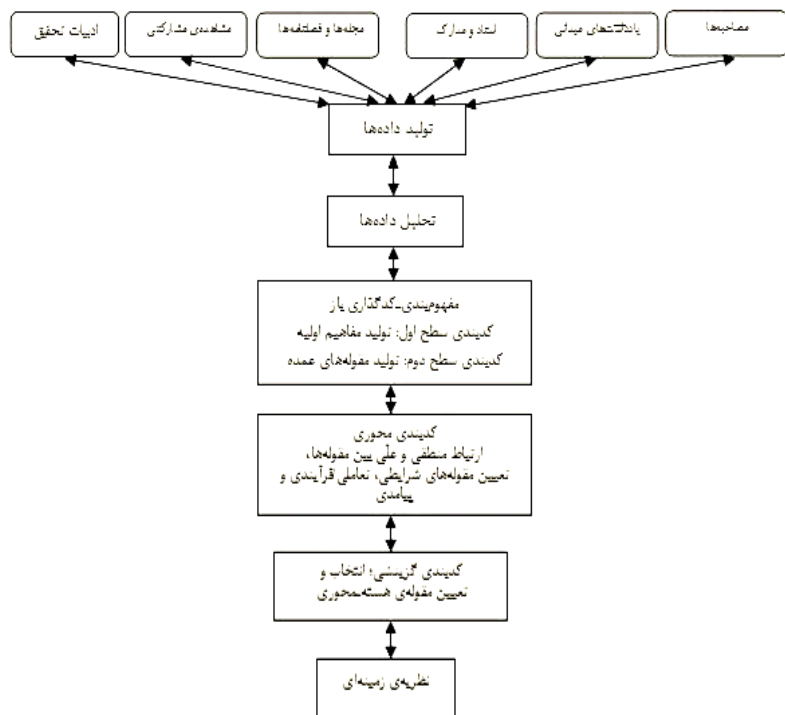 مصاحبه‌ها
یادداشت‌های میدانی
اسناد و مدارک
مجله‌ها و فصلنامه‌ها
مشاهده‌ی مشارکتی
ادبیات تحقیق
تولید داده‌ها
تحلیل داده‌ها
مفهوم‌بندی-کدگذاری باز
کدبندی سطح اول: تولید مفاهیم اولیه
کدبندی سطح دوم: تولید مقوله‌های عمده
کدبندی محوری
ارتباط منطقی و علّی بین مقوله‌ها،
تعیین مقوله‌های شرایطی، تعاملی/فرآیندی و
پیامدی
کدبندی گزینشی؛ انتخاب و
تعیین مقوله‌ی هسته-محوری
نظریه‌ی زمینه‌ای